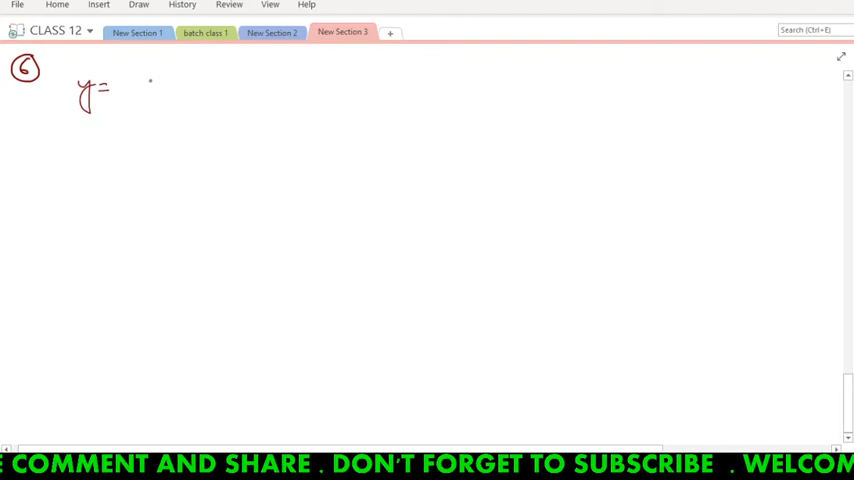 File Home Insert Draw History Review View Help
CLASS 12 New Section 1 batch class 1 New Section 2 New Section 3 + Search (Ctrl+E)
6
y=
E COMMENT AND SHARE . DON'T FORGET TO SUBSCRIBE . WELCOM